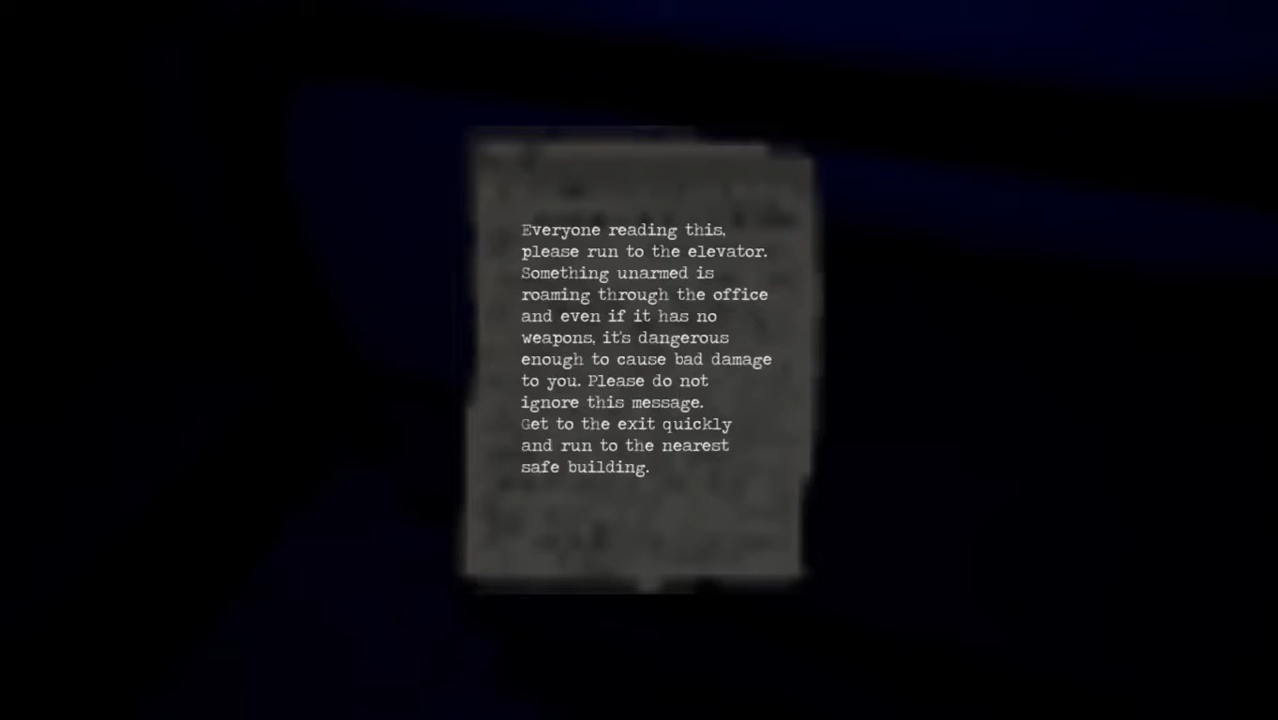 Everyone reading this,
please run to the elevator.
Something unarmed is
roaming through the office
and even if it has no
weapons, it's dangerous
enough to cause bad damage
to you. Please do not
ignore this message.
Get to the exit quickly
and run to the nearest
safe building.